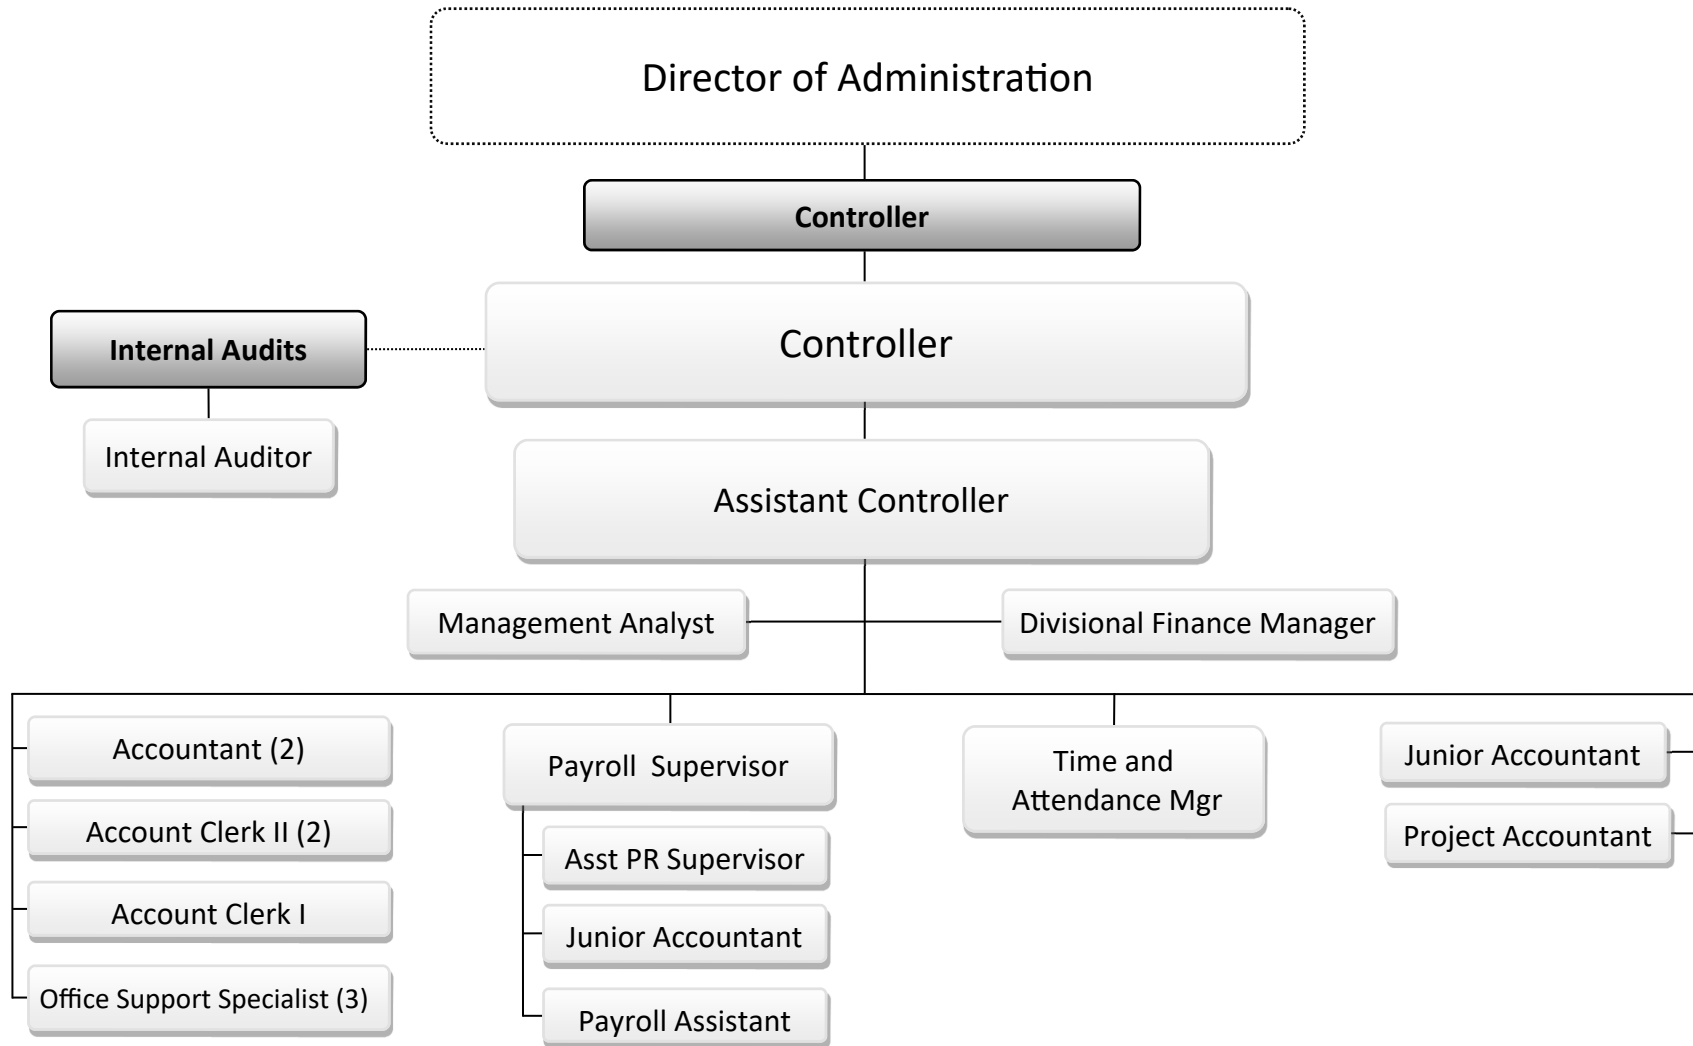 Director of Administration
Controller
Controller
Internal Audits
Internal Auditor
Assistant Controller
Management Analyst
Divisional Finance Manager
Accountant (2)
Account Clerk II (2)
Account Clerk I
Office Support Specialist (3)
Payroll Supervisor
Asst PR Supervisor
Junior Accountant
Payroll Assistant
Time and
Attendance Mgr
Junior Accountant
Project Accountant